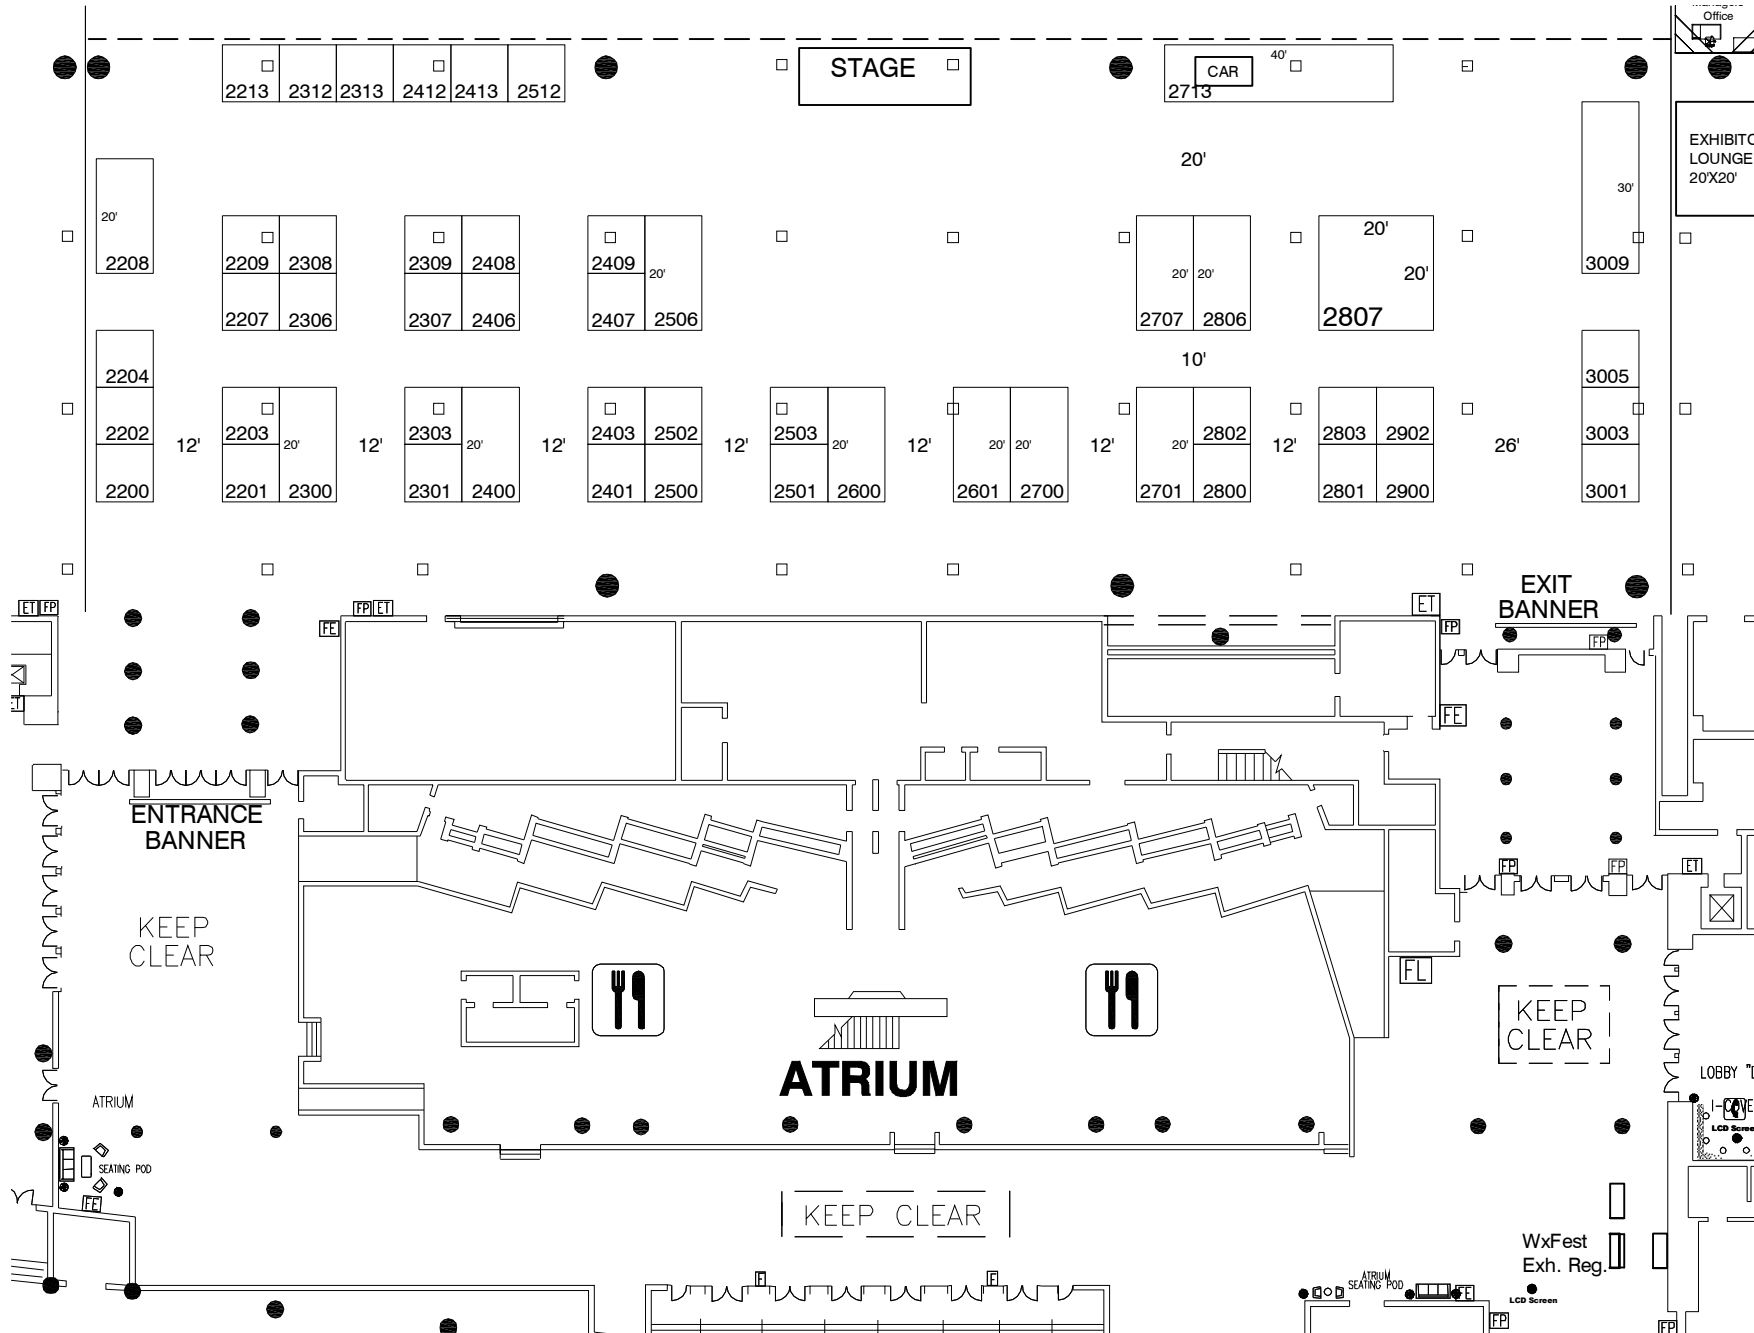 Office
STAGE
40'
CAR
2213 2312 2313 2412 2413 2512
2713
EXHIBITO
LOUNGE
20'X20'
20'
30'
20'
20'
2208
2209 2308
2309 2408
2409
20'
20' 20'
20'
3009
2207 2306
2307 2406
2407 2506
2707 2806
2807
10'
2204
3005
2202
12'
2203
20'
12'
2303
20'
12'
2403 2502
12'
2503
20'
12'
20' 20'
12'
20'
2802
12'
2803 2902
26'
3003
2200
2201 2300
2301 2400
2401 2500
2501 2600
2601 2700
2701 2800
2801 2900
3001
EXIT
BANNER
ET FP
FP ET
FE
ET
FP
FP
ET
FE
ENTRANCE
BANNER
FP
FP
ET
KEEP
CLEAR
FL
KEEP
CLEAR
ATRIUM
LOBBY "D
ATRIUM
LCD Scree
SEATING POD
FE
KEEP CLEAR
WxFest
Exh. Reg.
F
F
ATRIUM
SEATING POD
FE
LCD Screen
FP
FP